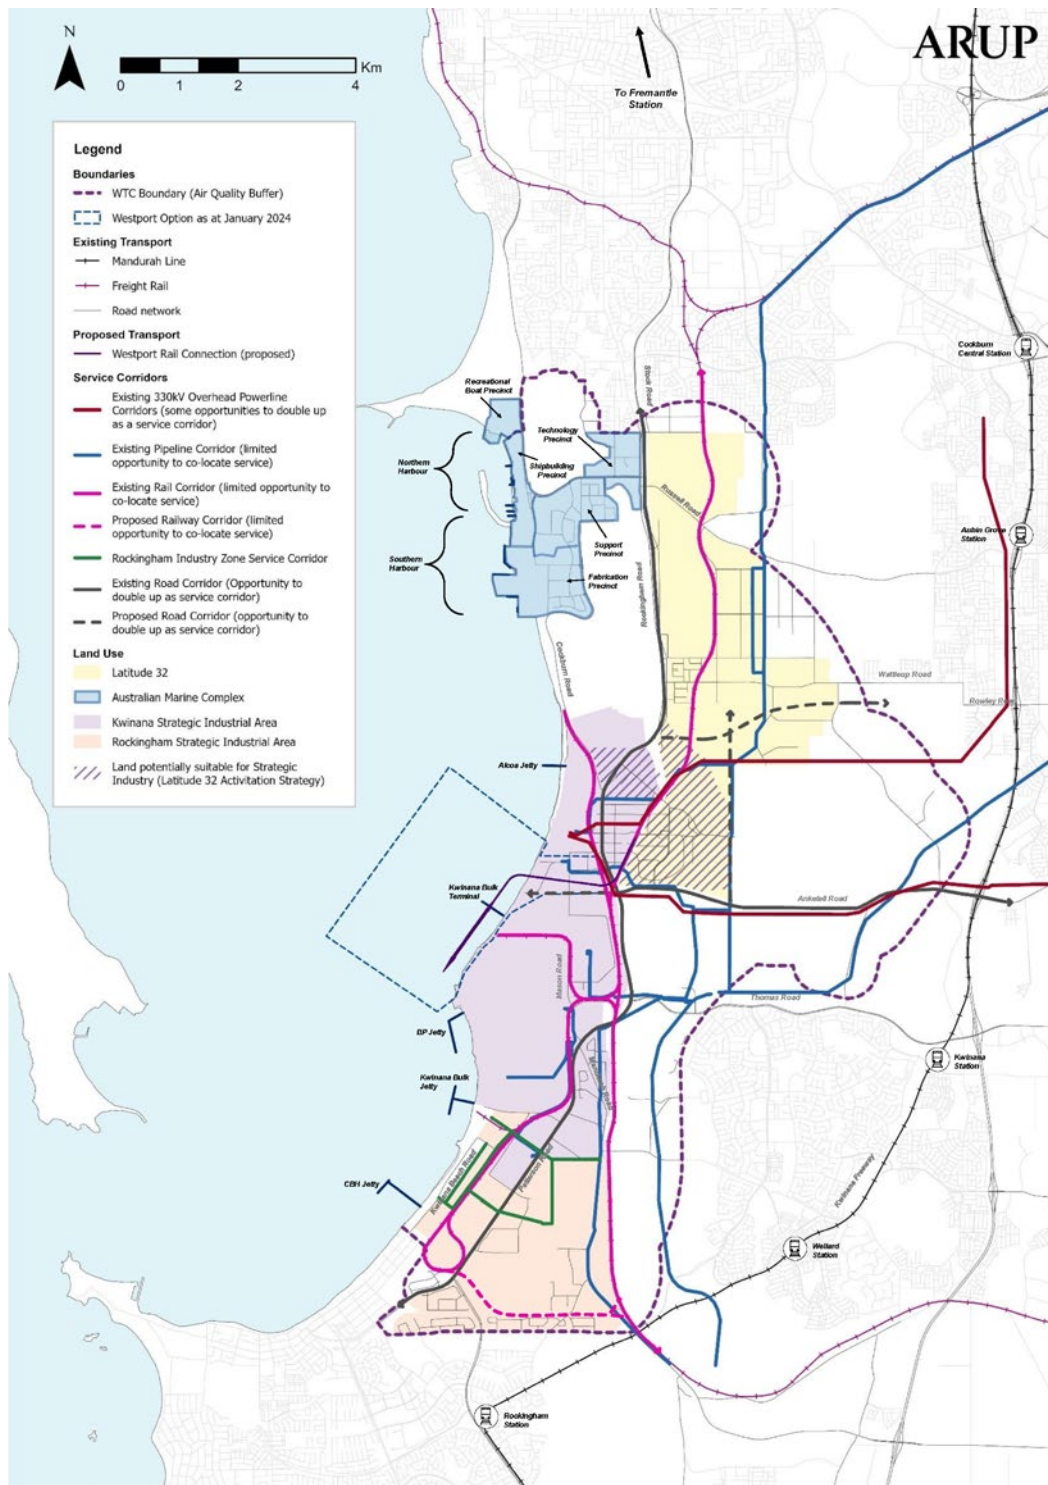 ARUP
N
0
1
2
4
Km
To Fremantle
Station
Legend
Boundaries
WTC Boundary (Air Quality Buffer)
Westport Option as at January 2024
Existing Transport
Mandurah Line
Freight Rail
Road network
Proposed Transport
Westport Rail Connection (proposed)
Service Corridors
Existing 330kV Overhead Powerline
Corridors (some opportunities to double up
as a service corridor)
Existing Pipeline Corridor (limited
opportunity to co-locate service)
Existing Rail Corridor (limited opportunity to
co-locate service)
Proposed Railway Corridor (limited
opportunity to co-locate service)
Rockingham Industry Zone Service Corridor
Existing Road Corridor (Opportunity to
double up as service corridor)
Proposed Road Corridor (opportunity to
double up as service corridor)
Land Use
Latitude 32
Australian Marine Complex
Kwinana Strategic Industrial Area
Rockingham Strategic Industrial Area
Land potentially suitable for Strategic
Industry (Latitude 32 Activitation Strategy)
Cockburn
Central Station
Recreational
Boat Precinct
Stock Road
Technology
Precinct
Northern
Harbour
Shipbuilding
Precinct
Russell Road
Aubin Grove
Station
Support
Precinct
Southern
Harbour
Fabrication
Precinct
Rockingham Road
Cockburn Road
Wattleup Road
Rowley Road
Alcoa Jetty
Kwinana Bulk
Terminal
Anketell Road
Mason Road
Thomas Road
BP Jetty
Kwinana
Station
Kwinana Bulk
Jetty
Kwinana Beach Road
Patterson Road
CBH Jetty
Kwinana Freeway
Wellard
Station
Rockingham
Station